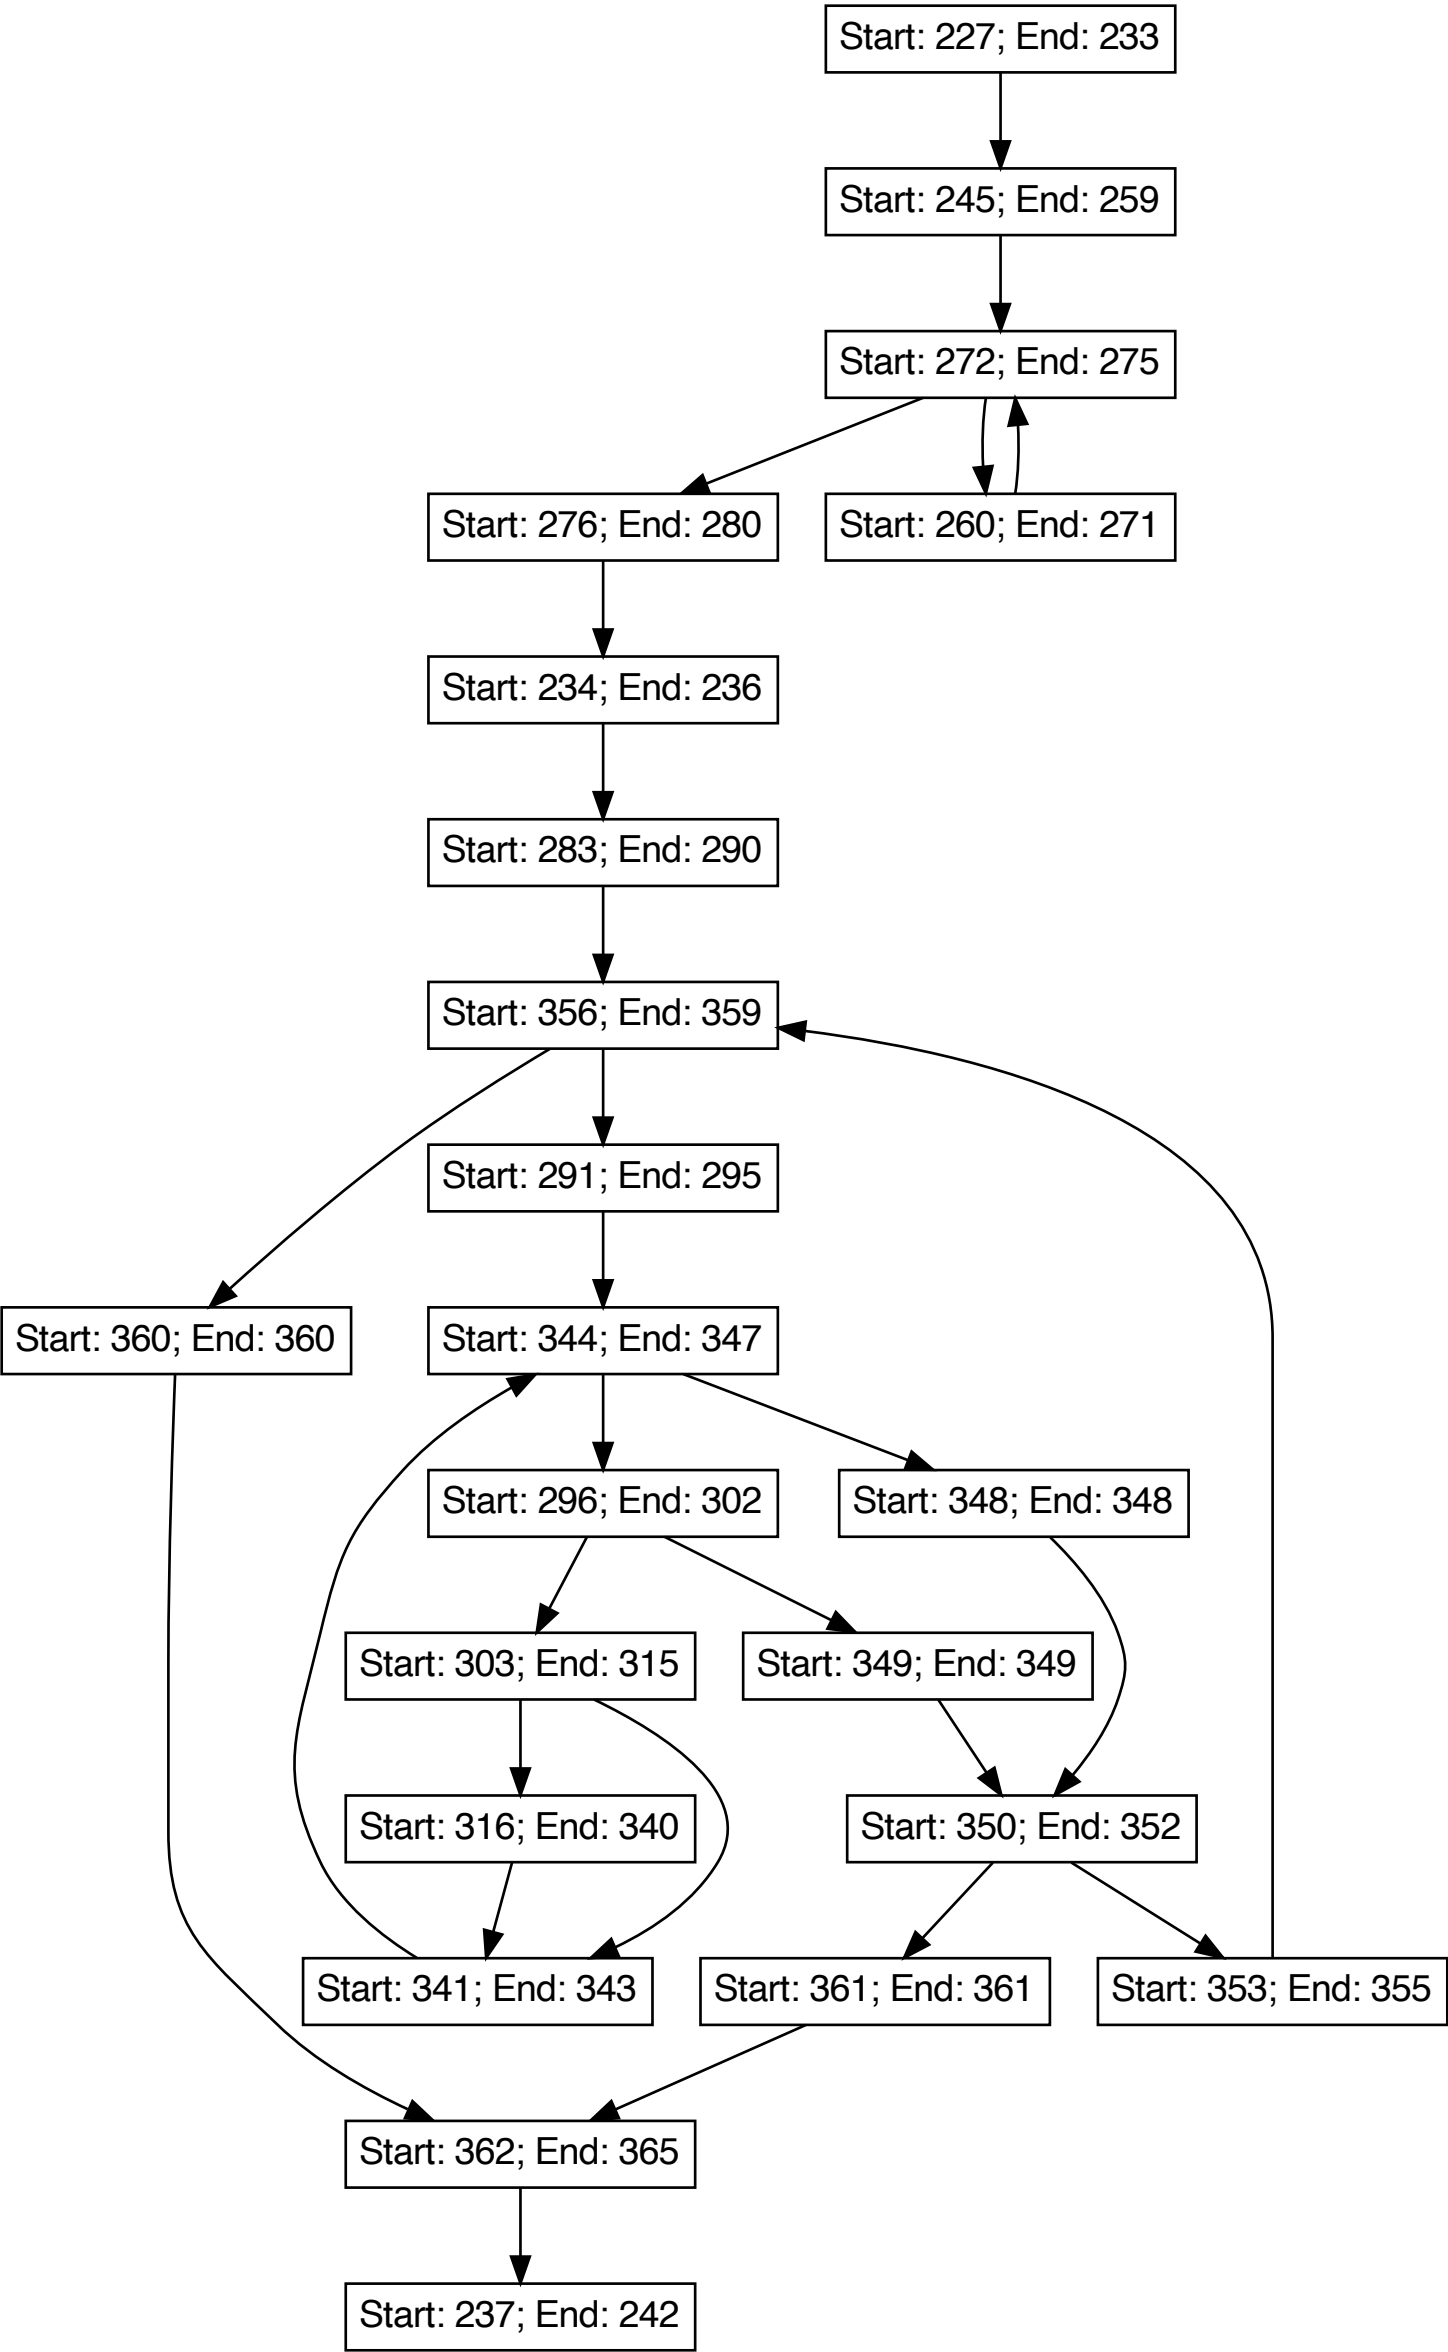 Start: 227; End: 233
Start: 245; End: 259
Start: 272; End: 275
Start: 276; End: 280
Start: 260; End: 271
Start: 234; End: 236
Start: 283; End: 290
Start: 356; End: 359
Start: 291; End: 295
Start: 360; End: 360
Start: 344; End: 347
Start: 296; End: 302
Start: 348; End: 348
Start: 303; End: 315
Start: 349; End: 349
Start: 316; End: 340
Start: 350; End: 352
Start: 341; End: 343
Start: 361; End: 361
Start: 353; End: 355
Start: 362; End: 365
Start: 237; End: 242